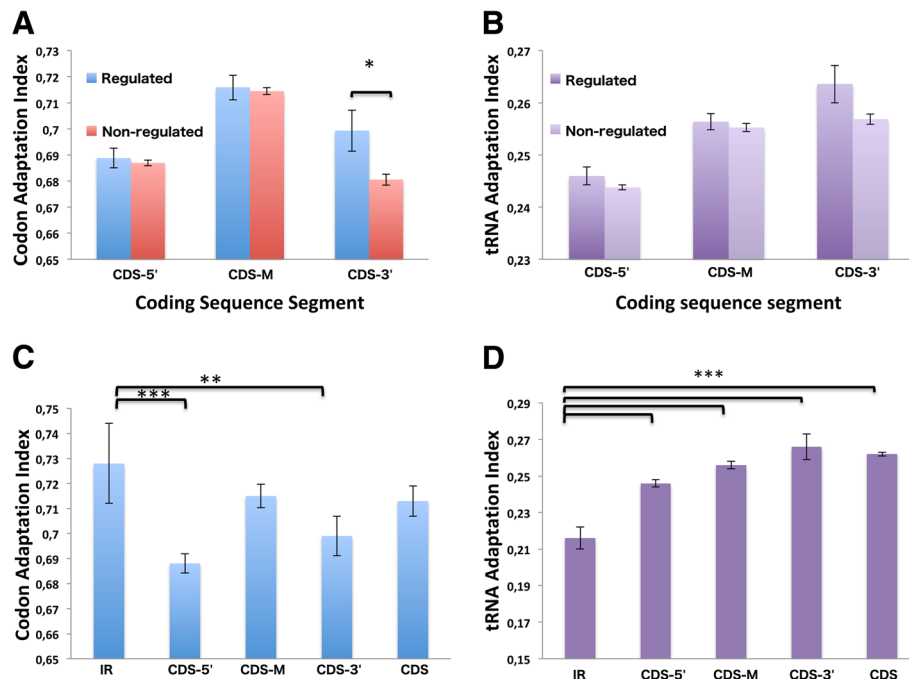 A
Codon Adaptation Index
0,73
0,72
0,71
0,7
0,69
0,68
0,67
0,66
0,65
Regulated
Non-regulated
*
CDS-5' CDS-M CDS-3'
Coding Sequence Segment
B
tRNA Adaptation Index
0,27
0,26
0,25
0,24
0,23
Regulated
Non-regulated
CDS-5' CDS-M CDS-3'
Coding sequence segment
C
Codon Adaptation Index
0,75
0,74
0,73
0,72
0,71
0,7
0,69
0,68
0,67
0,66
0,65
**
***
IR CDS-5' CDS-M CDS-3' CDS
D
tRNA Adaptation Index
0,29
0,27
0,25
0,23
0,21
0,19
0,17
0,15
***
IR CDS-5' CDS-M CDS-3' CDS